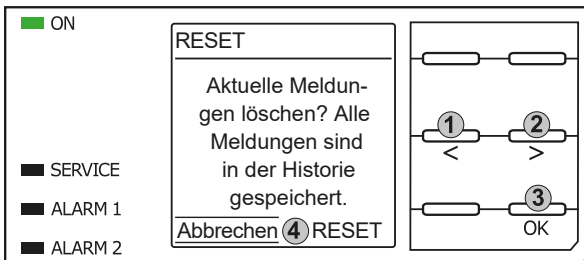 ON
SERVICE
ALARM 1
ALARM 2
RESET
Aktuelle Meldun-
gen löschen? Alle
Meldungen sind
in der Historie
gespeichert.
Abbrechen 4 RESET
1 2
< >
3
OK